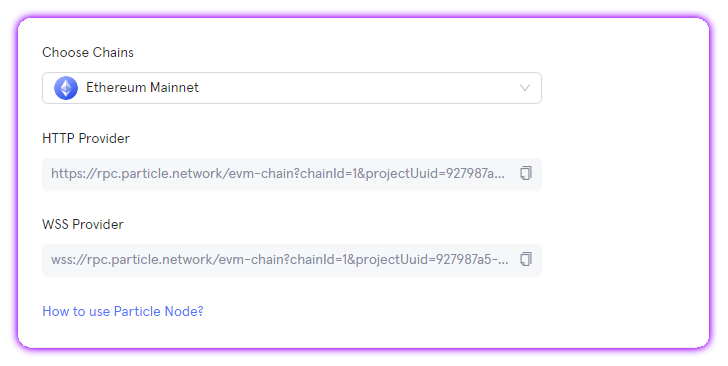 Choose Chains
Ethereum Mainnet
HTTP Provider
https://rpc.particle.network/evm-chain?chainId=1&projectUuid=927987a...
WSS Provider
wss://rpc.particle.network/evm-chain?chainId=1&projectUuid=927987a5-...
How to use Particle Node?